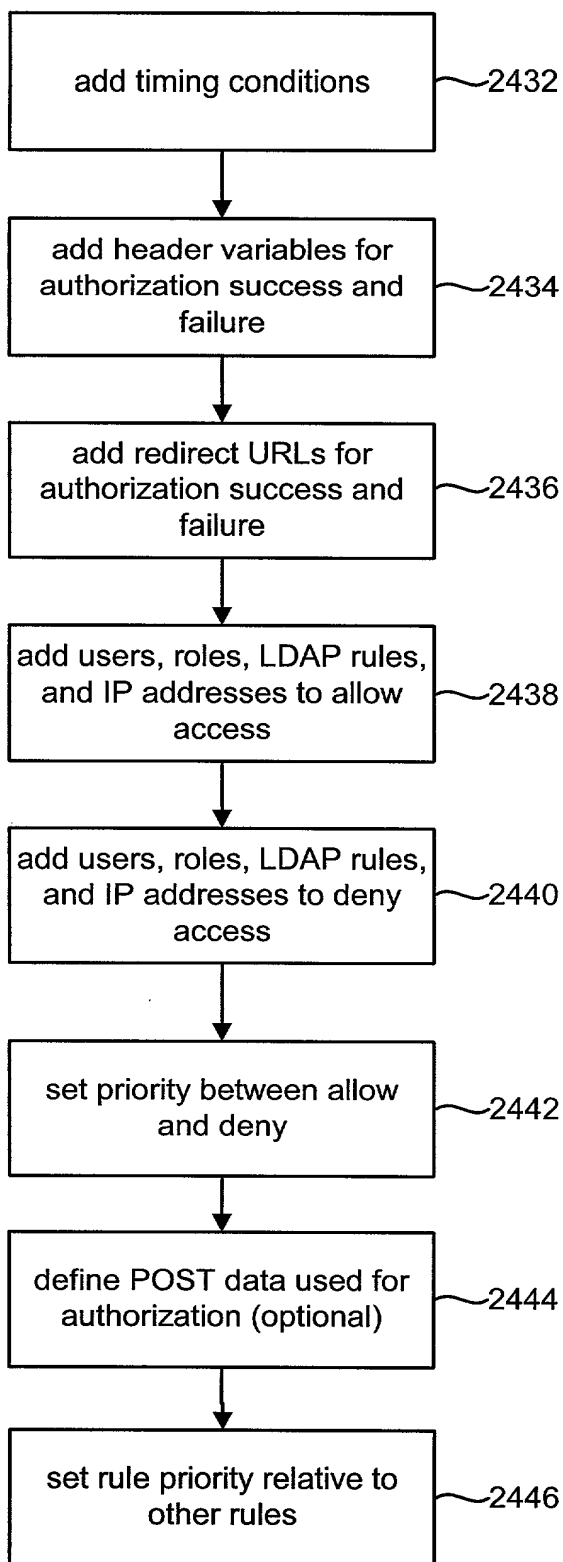 add timing conditions
2432
add header variables for
authorization success and
failure
2434
add redirect URLs for
authorization success and
failure
2436
add users, roles, LDAP rules,
and IP addresses to allow
access
2438
add users, roles, LDAP rules,
and IP addresses to deny
access
2440
set priority between allow
and deny
2442
define POST data used for
authorization (optional)
2444
set rule priority relative to
other rules
2446